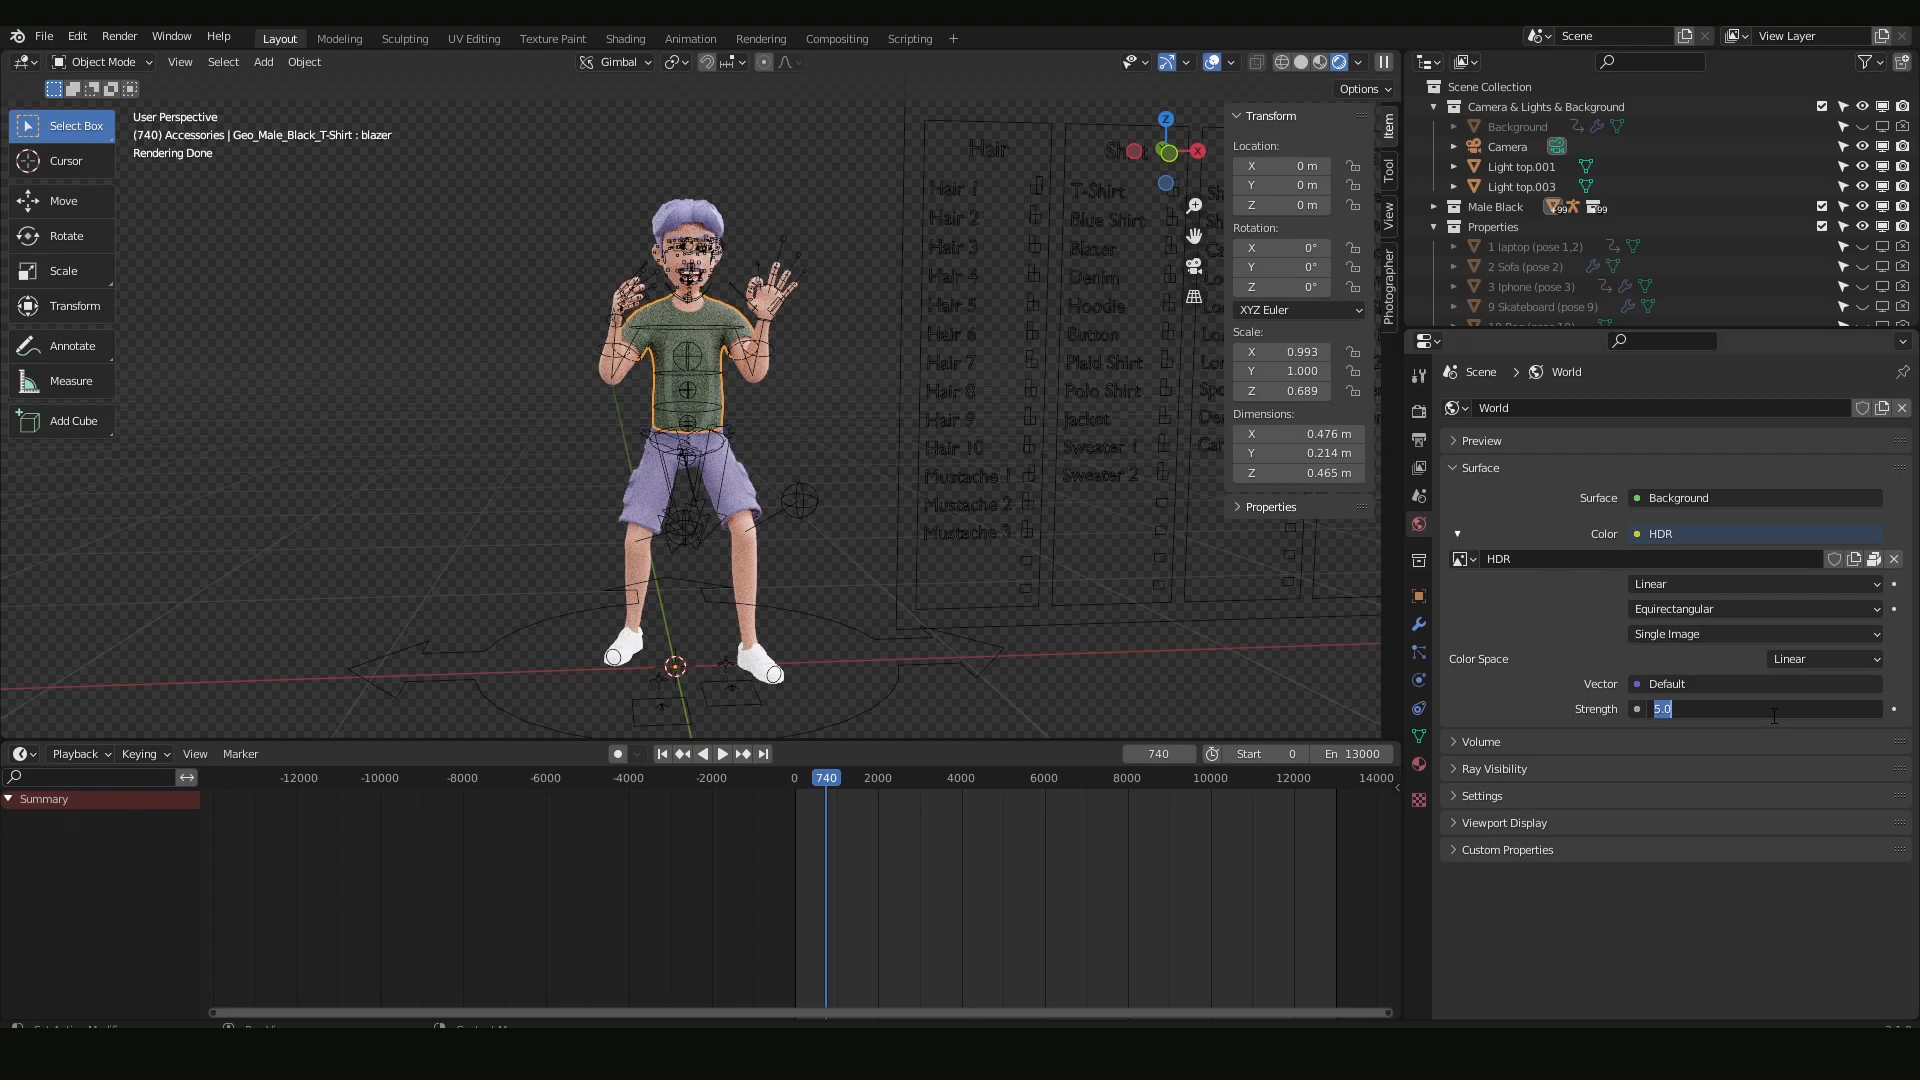 File Edit Render Window Help
Layout Modeling Sculpting UV Editing Texture Paint Shading Animation Rendering Compositing Scripting +
Scene
View Layer
Object Mode View Select Add Object
Gimbal
Options
Select Box
Cursor
Move
Rotate
Scale
Transform
Annotate
Measure
Add Cube
User Perspective
(740) Accessories | Geo_Male_Black_T-Shirt : blazer
Rendering Done
Hair
Hair 1
Hair 2
Hair 3
Hair 4
Hair 5
Hair 6
Hair 7
Hair 8
Hair 9
Hair 10
Mustache 1
Mustache 2
Mustache 3
T-Shirt
Blue Shirt
Blazer
Denim
Hoodie
Button
Plaid Shirt
Polo Shirt
Jacket
Sweater 1
Sweater 2
Z
X
Transform
Location:
X 0 m
Y 0 m
Z 0 m
Rotation:
X 0°
Y 0°
Z 0°
XYZ Euler
Scale:
X 0.993
Y 1.000
Z 0.689
Dimensions:
X 0.476 m
Y 0.214 m
Z 0.465 m
Properties
Item
Tool
View
Photographer
Scene Collection
Camera & Lights & Background
Background
Camera
Light top.001
Light top.003
Male Black +99 99
Properties
1 laptop (pose 1,2)
2 Sofa (pose 2)
3 Iphone (pose 3)
9 Skateboard (pose 9)
Scene > World
World
Preview
Surface
Surface Background
Color HDR
HDR
Linear
Equirectangular
Single Image
Color Space Linear
Vector Default
Strength 5.0
Volume
Ray Visibility
Settings
Viewport Display
Custom Properties
Playback Keying View Marker
740 Start 0 En 13000
-12000 -10000 -8000 -6000 -4000 -2000 0 740 2000 4000 6000 8000 10000 12000 14000
Summary